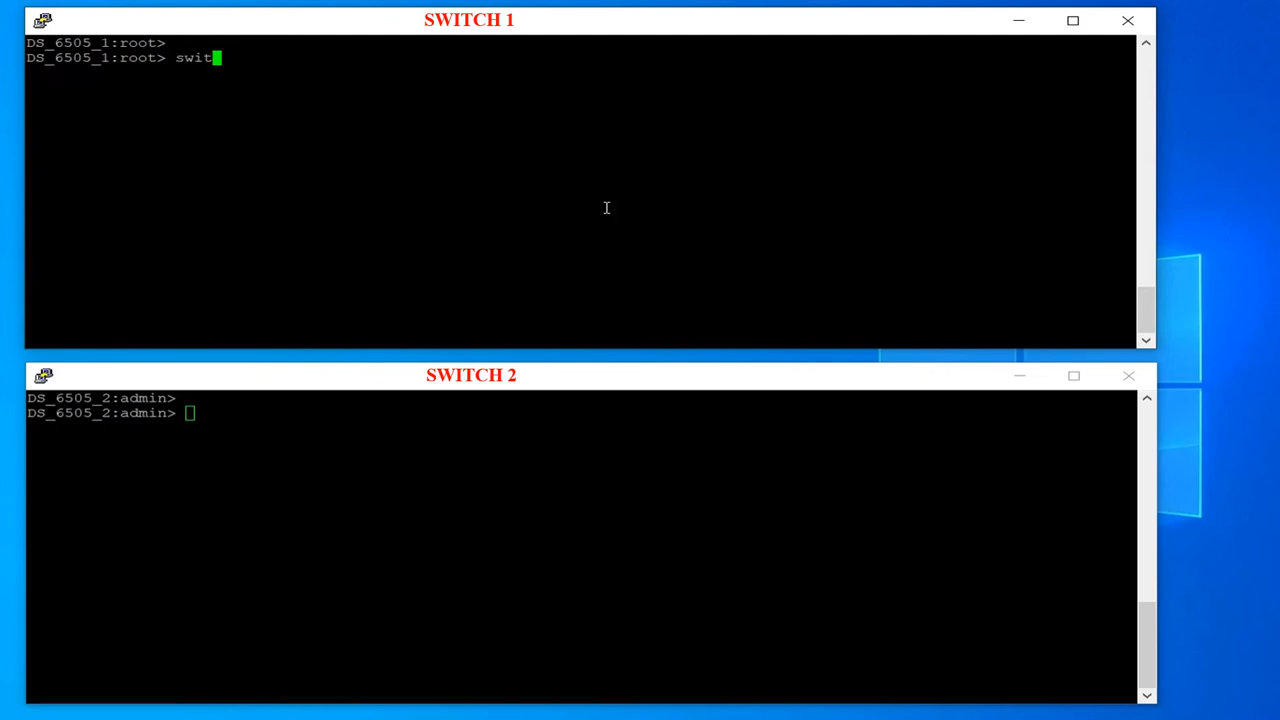 SWITCH 1
DS_6505_1:root>
DS_6505_1:root> swit
SWITCH 2
DS_6505_2:admin>
DS_6505_2:admin>